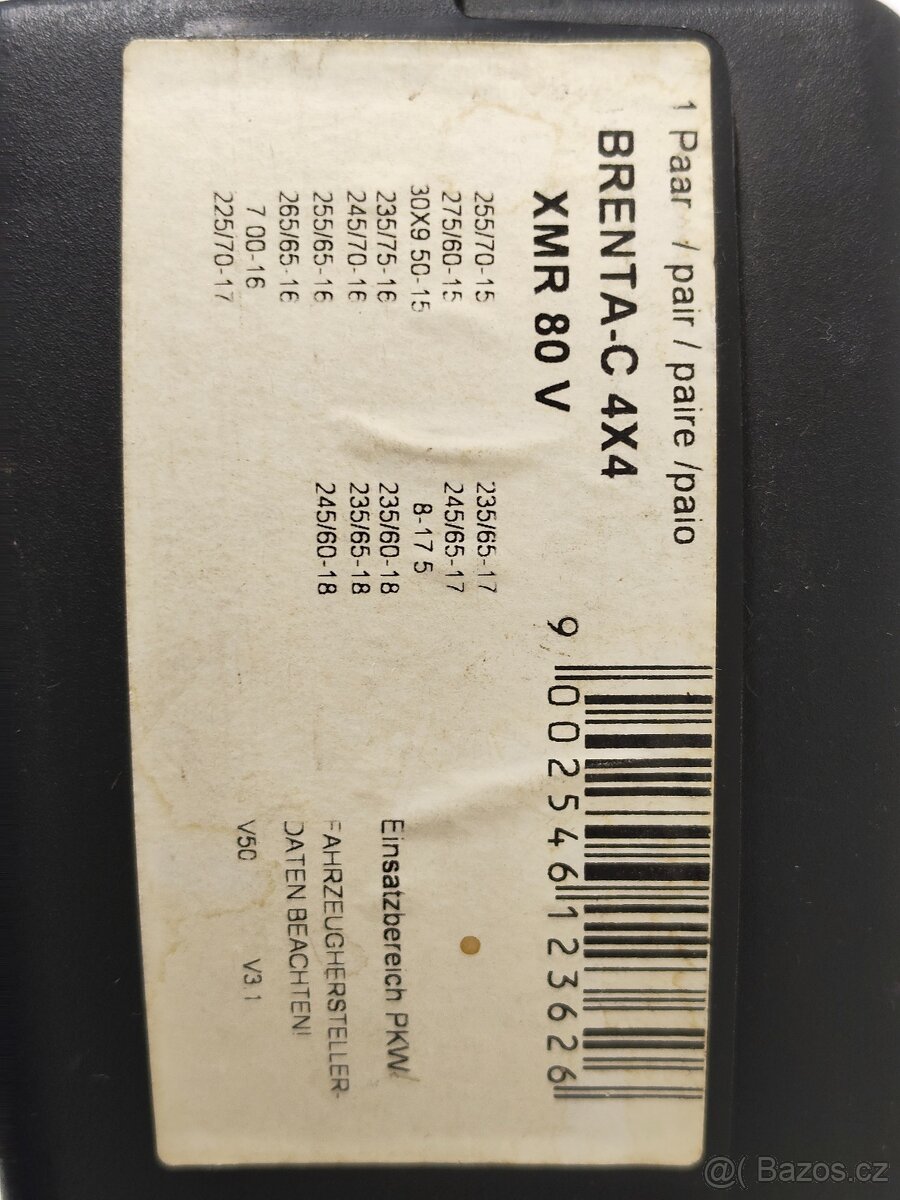 1 Paar / pair / paire /paio
BRENTA-C 4X4
XMR 80 V
255/70-15
275/60-15
30X9 50-15
235/75-16
245/70-16
255/65-16
265/65-16
7 00-16
225/70-17
235/65-17
245/65-17
8-17 5
235/60-18
235/65-18
245/60-18
9 002546 123626
Einsatzbereich PKW
FAHRZEUGHERSTELLER-
DATEN BEACHTEN!
V50 V3.1
@( Bazos.cz